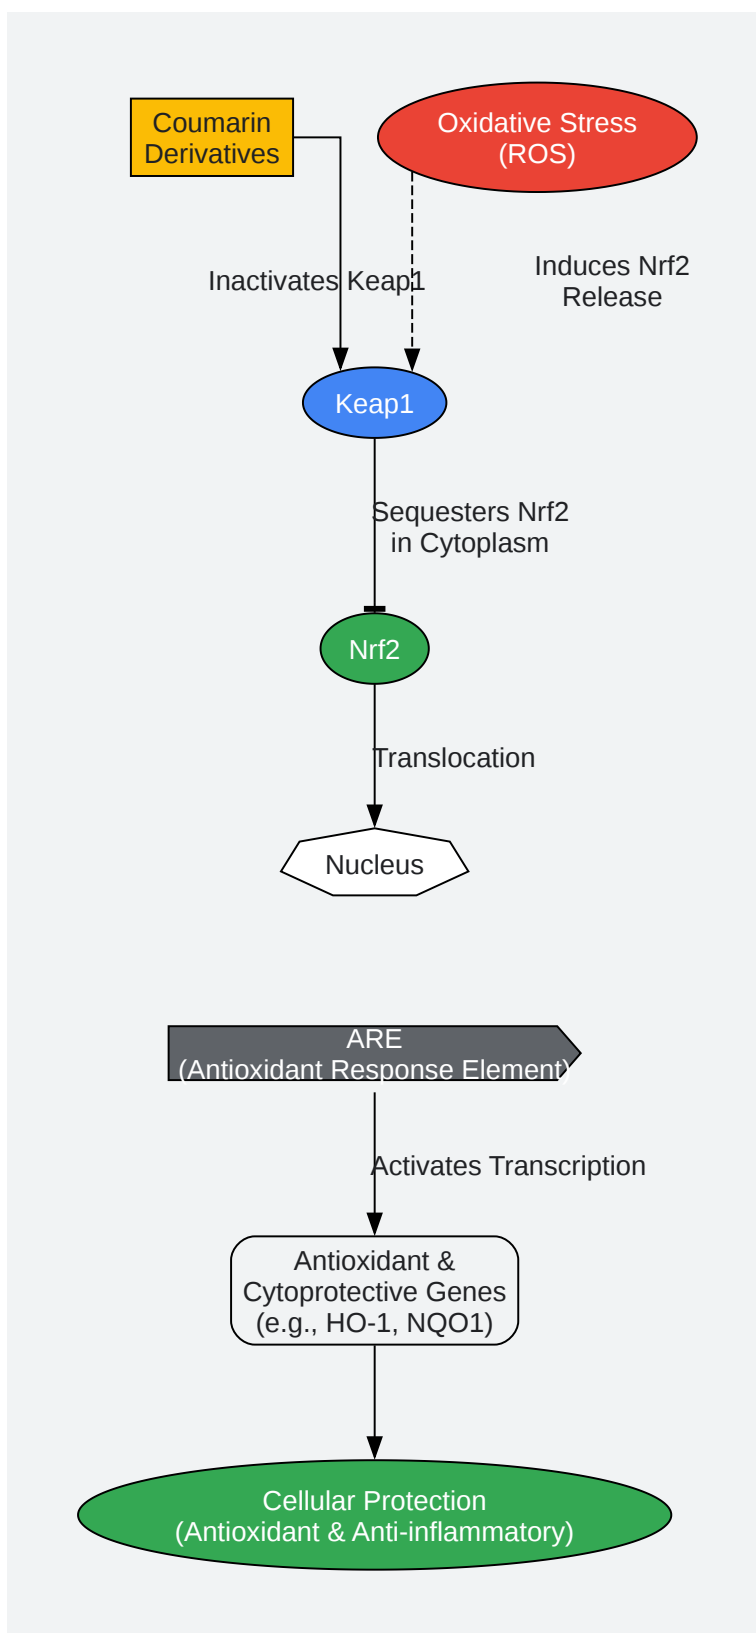 Coumarin
Derivatives
Oxidative Stress
(ROS)
Inactivates Keap1
Induces Nrf2
Release
Keap1
Sequesters Nrf2
in Cytoplasm
Nrf2
Translocation
Nucleus
ARE
(Antioxidant Response Element)
Activates Transcription
Antioxidant &
Cytoprotective Genes
(e.g., HO-1, NQO1)
Cellular Protection
(Antioxidant & Anti-inflammatory)